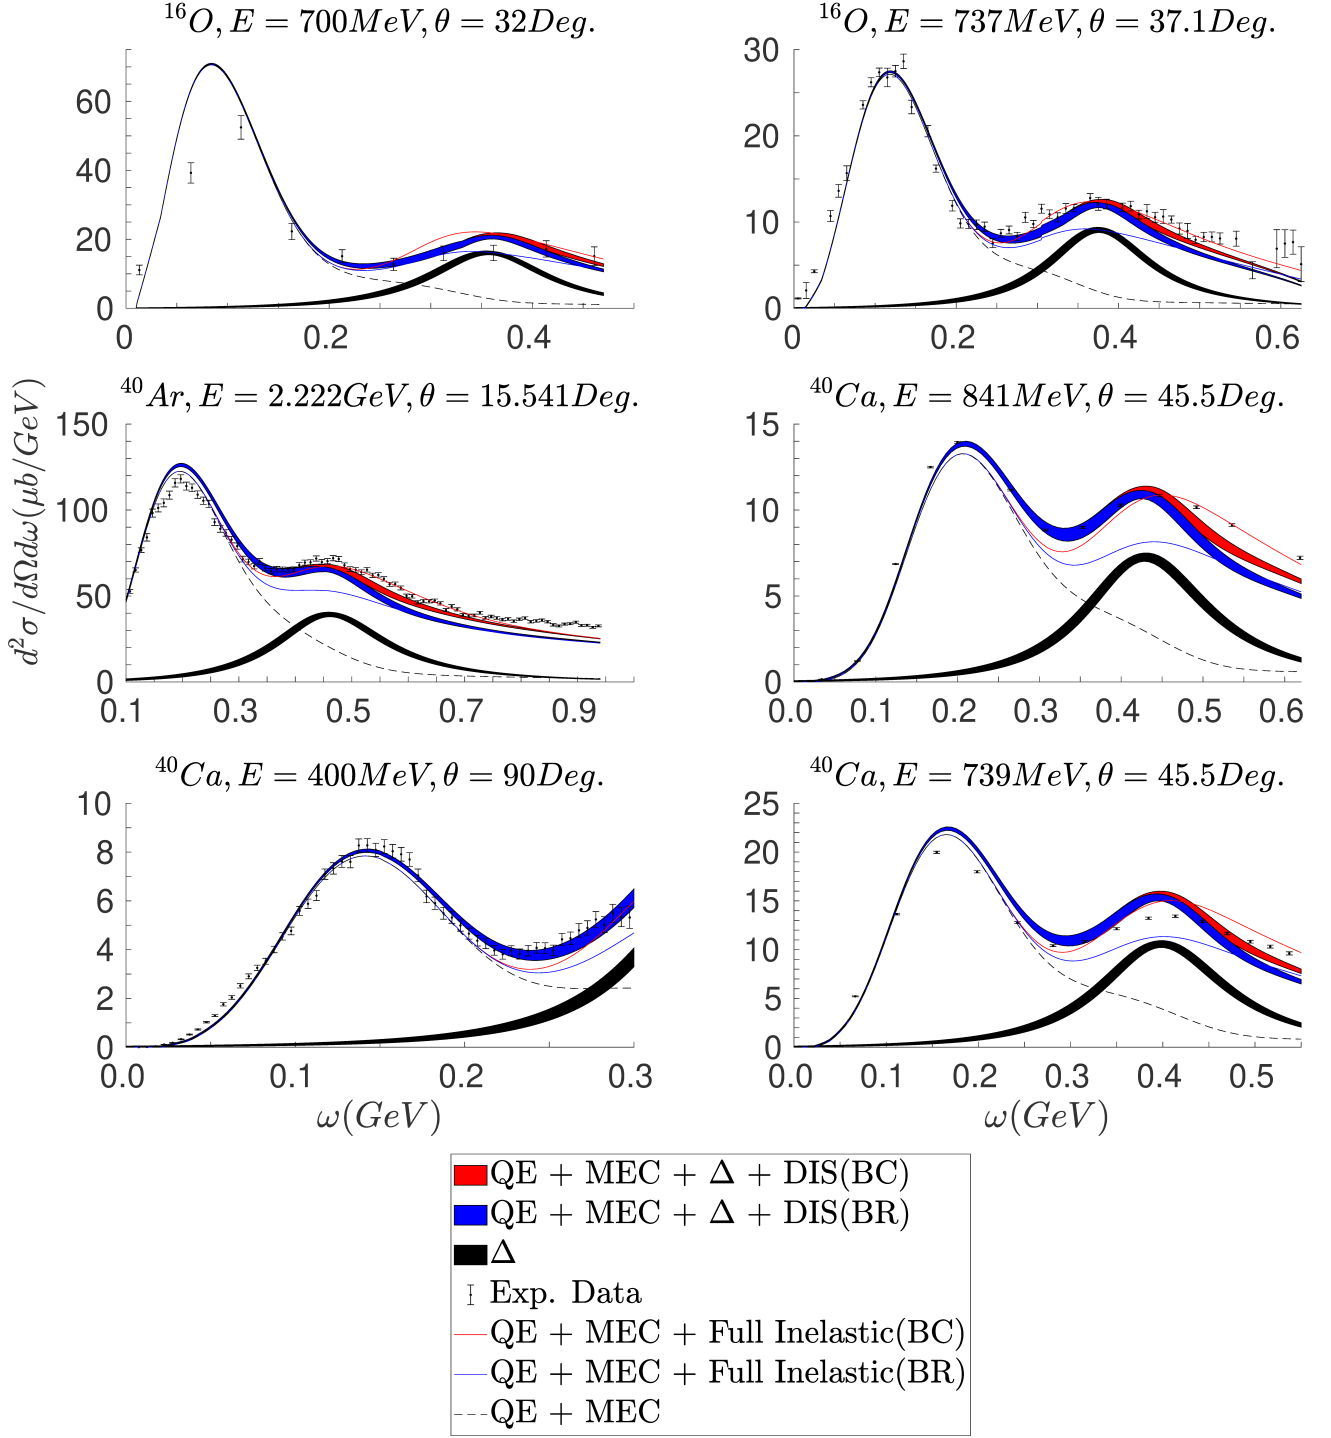 ¹⁶O, E = 700MeV, θ = 32Deg.
60
40
20
0
0 0.2 0.4
¹⁶O, E = 737MeV, θ = 37.1Deg.
30
20
10
0
0 0.2 0.4 0.6
d²σ/dΩdω(μb/GeV)
⁴⁰Ar, E = 2.222GeV, θ = 15.541Deg.
150
100
50
0
0.1 0.3 0.5 0.7 0.9
⁴⁰Ca, E = 841MeV, θ = 45.5Deg.
15
10
5
0
0.0 0.1 0.2 0.3 0.4 0.5 0.6
⁴⁰Ca, E = 400MeV, θ = 90Deg.
10
8
6
4
2
0
0.0 0.1 0.2 0.3
ω(GeV)
⁴⁰Ca, E = 739MeV, θ = 45.5Deg.
25
20
15
10
5
0
0.0 0.1 0.2 0.3 0.4 0.5
ω(GeV)
QE + MEC + Δ + DIS(BC)
QE + MEC + Δ + DIS(BR)
Δ
Exp. Data
QE + MEC + Full Inelastic(BC)
QE + MEC + Full Inelastic(BR)
QE + MEC